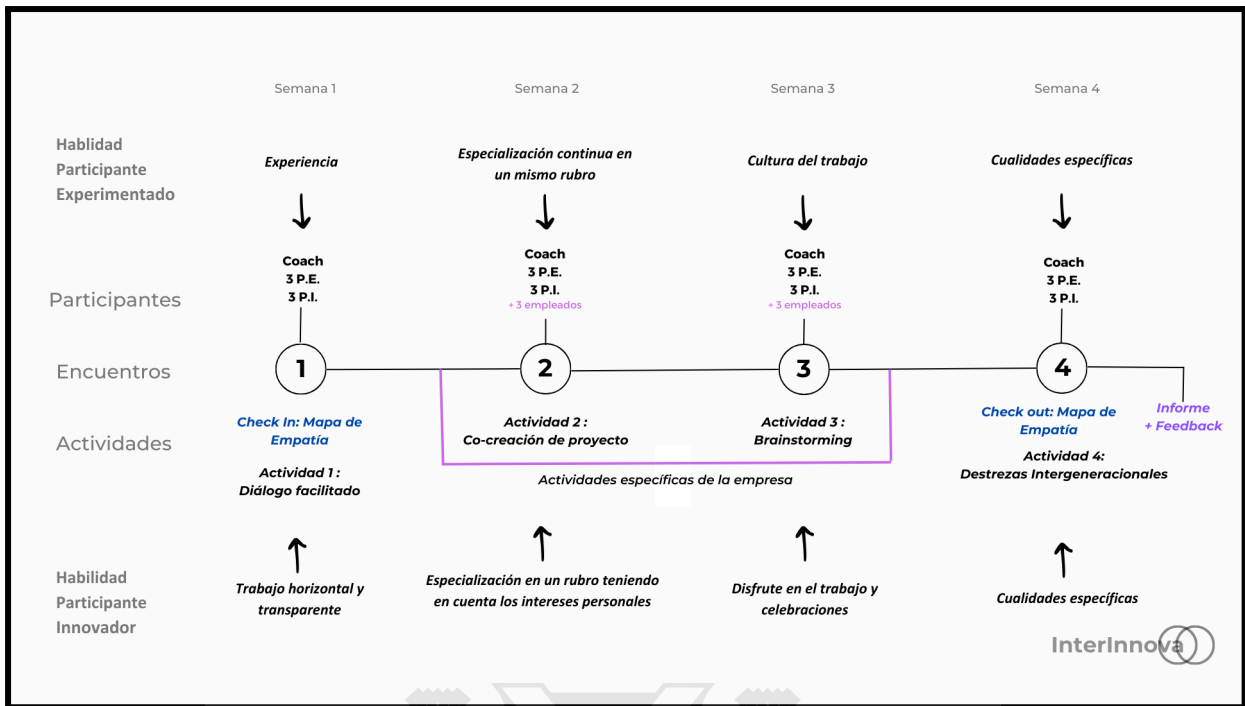 Semana 1
Semana 2
Semana 3
Semana 4
Hablidad
Participante
Experimentado
Experiencia
Especialización continua en
un mismo rubro
Cultura del trabajo
Cualidades específicas
Participantes
Coach
3 P.E.
3 P.I.
Coach
3 P.E.
3 P.I.
+ 3 empleados
Coach
3 P.E.
3 P.I.
+ 3 empleados
Coach
3 P.E.
3 P.I.
Encuentros
1
2
3
4
Actividades
Check In: Mapa de
Empatía
Actividad 1 :
Diálogo facilitado
Actividad 2 :
Co-creación de proyecto
Actividad 3 :
Brainstorming
Actividades específicas de la empresa
Check out: Mapa de
Empatía
Actividad 4:
Destrezas Intergeneracionales
Informe
+ Feedback
Habilidad
Participante
Innovador
Trabajo horizontal y
transparente
Especialización en un rubro teniendo
en cuenta los intereses personales
Disfrute en el trabajo y
celebraciones
Cualidades específicas
InterInnova